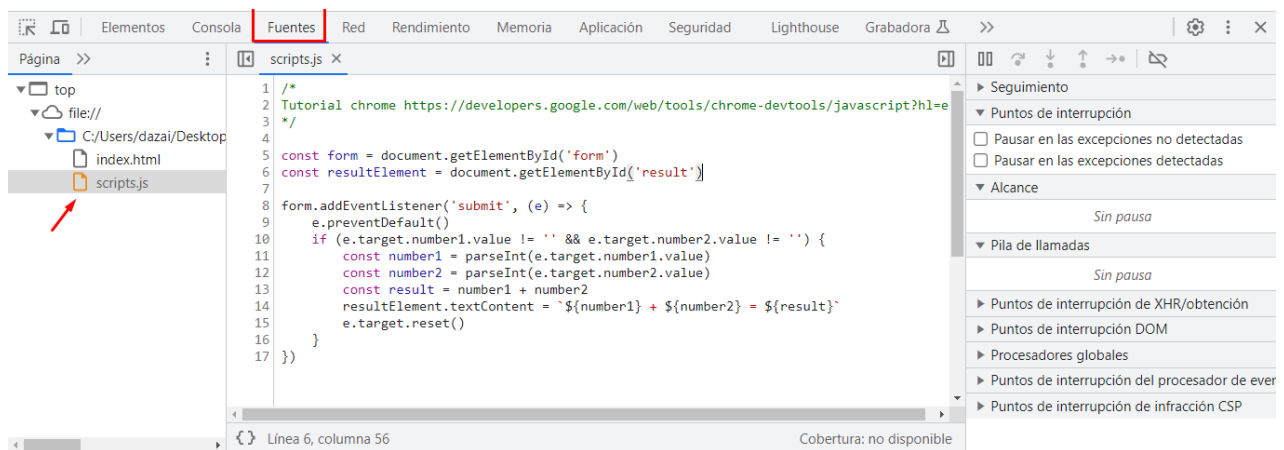 Elementos Consola Fuentes Red Rendimiento Memoria Aplicación Seguridad Lighthouse Grabadora
Página
scripts.js
top
file://
C:/Users/dazai/Desktop
index.html
scripts.js
1 /*
2 Tutorial chrome https://developers.google.com/web/tools/chrome-devtools/javascript?hl=e
3 */
4
5 const form = document.getElementById('form')
6 const resultElement = document.getElementById('result')
7
8 form.addEventListener('submit', (e) => {
9 e.preventDefault()
10 if (e.target.number1.value != '' && e.target.number2.value != '') {
11 const number1 = parseInt(e.target.number1.value)
12 const number2 = parseInt(e.target.number2.value)
13 const result = number1 + number2
14 resultElement.textContent = `${number1} + ${number2} = ${result}`
15 e.target.reset()
16 }
17 })
{} Línea 6, columna 56 Cobertura: no disponible
Seguimiento
Puntos de interrupción
Pausar en las excepciones no detectadas
Pausar en las excepciones detectadas
Alcance
Sin pausa
Pila de llamadas
Sin pausa
Puntos de interrupción de XHR/obtención
Puntos de interrupción DOM
Procesadores globales
Puntos de interrupción del procesador de ever
Puntos de interrupción de infracción CSP